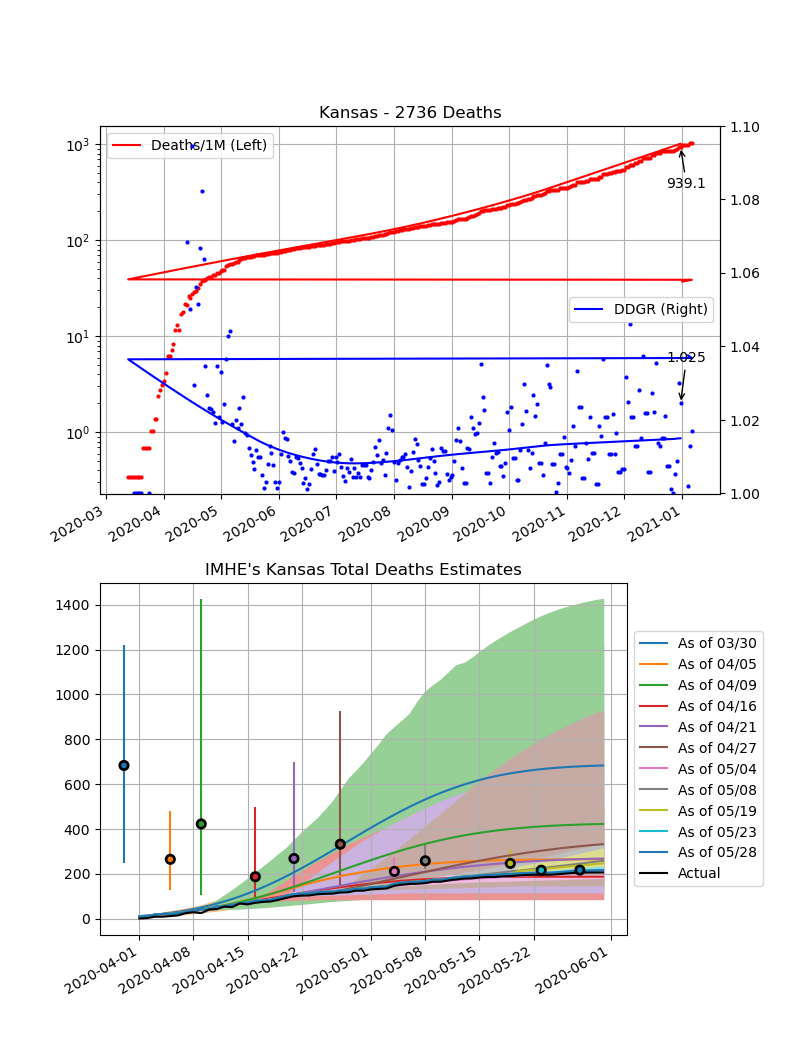 Kansas - 2736 Deaths
Deaths/1M (Left)
DDGR (Right)
939.1
1.025
10³
10²
10¹
10⁰
1.10
1.08
1.06
1.04
1.02
1.00
2020-03
2020-04
2020-05
2020-06
2020-07
2020-08
2020-09
2020-10
2020-11
2020-12
2021-01
IMHE's Kansas Total Deaths Estimates
1400
1200
1000
800
600
400
200
0
2020-04-01
2020-04-08
2020-04-15
2020-04-22
2020-05-01
2020-05-08
2020-05-15
2020-05-22
2020-06-01
As of 03/30
As of 04/05
As of 04/09
As of 04/16
As of 04/21
As of 04/27
As of 05/04
As of 05/08
As of 05/19
As of 05/23
As of 05/28
Actual